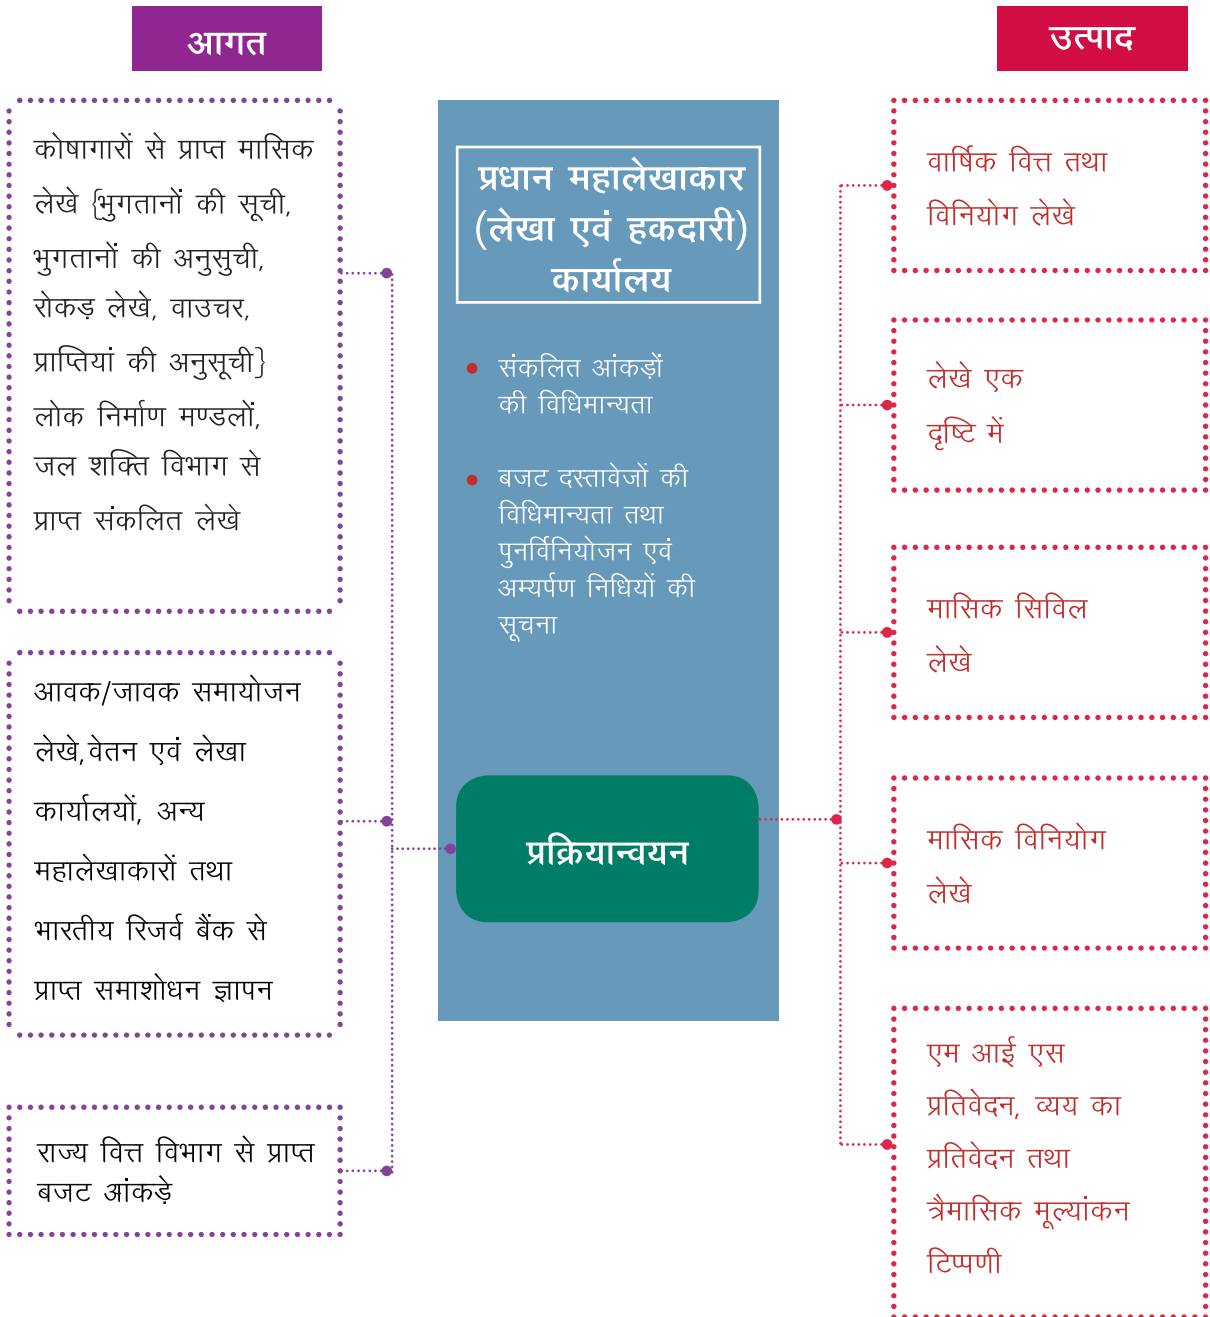 आगत
कोषागारों से प्राप्त मासिक
लेखे {भुगतानों की सूची,
भुगतानों की अनुसुची,
रोकड़ लेखे, वाउचर,
प्राप्तियां की अनुसूची}
लोक निर्माण मण्डलों,
जल शक्ति विभाग से
प्राप्त संकलित लेखे
आवक/जावक समायोजन
लेखे,वेतन एवं लेखा
कार्यालयों, अन्य
महालेखाकारों तथा
भारतीय रिजर्व बैंक से
प्राप्त समाशोधन ज्ञापन
राज्य वित्त विभाग से प्राप्त
बजट आंकड़े
प्रधान महालेखाकार
(लेखा एवं हकदारी)
कार्यालय
• संकलित आंकड़ों
की विधिमान्यता
• बजट दस्तावेजों की
विधिमान्यता तथा
पुनर्विनियोजन एवं
अम्यर्पण निधियों की
सूचना
प्रक्रियान्वयन
उत्पाद
वार्षिक वित्त तथा
विनियोग लेखे
लेखे एक
दृष्टि में
मासिक सिविल
लेखे
मासिक विनियोग
लेखे
एम आई एस
प्रतिवेदन, व्यय का
प्रतिवेदन तथा
त्रैमासिक मूल्यांकन
टिप्पणी